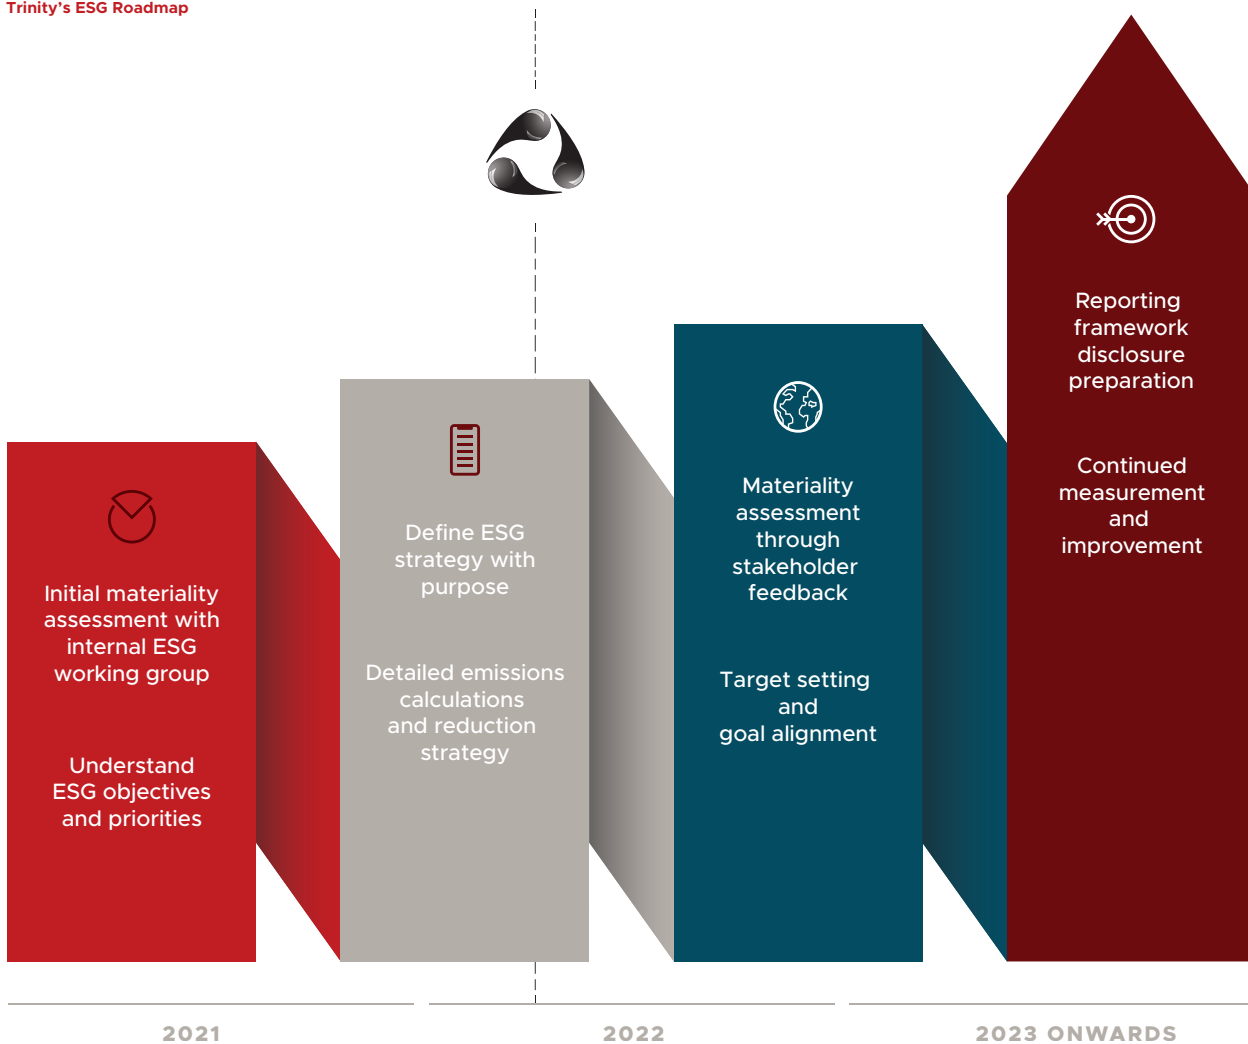 Trinity’s ESG Roadmap
Initial materiality
assessment with
internal ESG
working group
Understand
ESG objectives
and priorities
Define ESG
strategy with
purpose
Detailed emissions
calculations
and reduction
strategy
Materiality
assessment
through
stakeholder
feedback
Target setting
and
goal alignment
Reporting
framework
disclosure
preparation
Continued
measurement
and
improvement
2021
2022
2023 ONWARDS